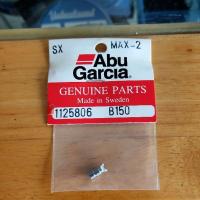 SX MAX-2
Abu
Garcia
GENUINE PARTS
Made in Sweden
1125806 B150